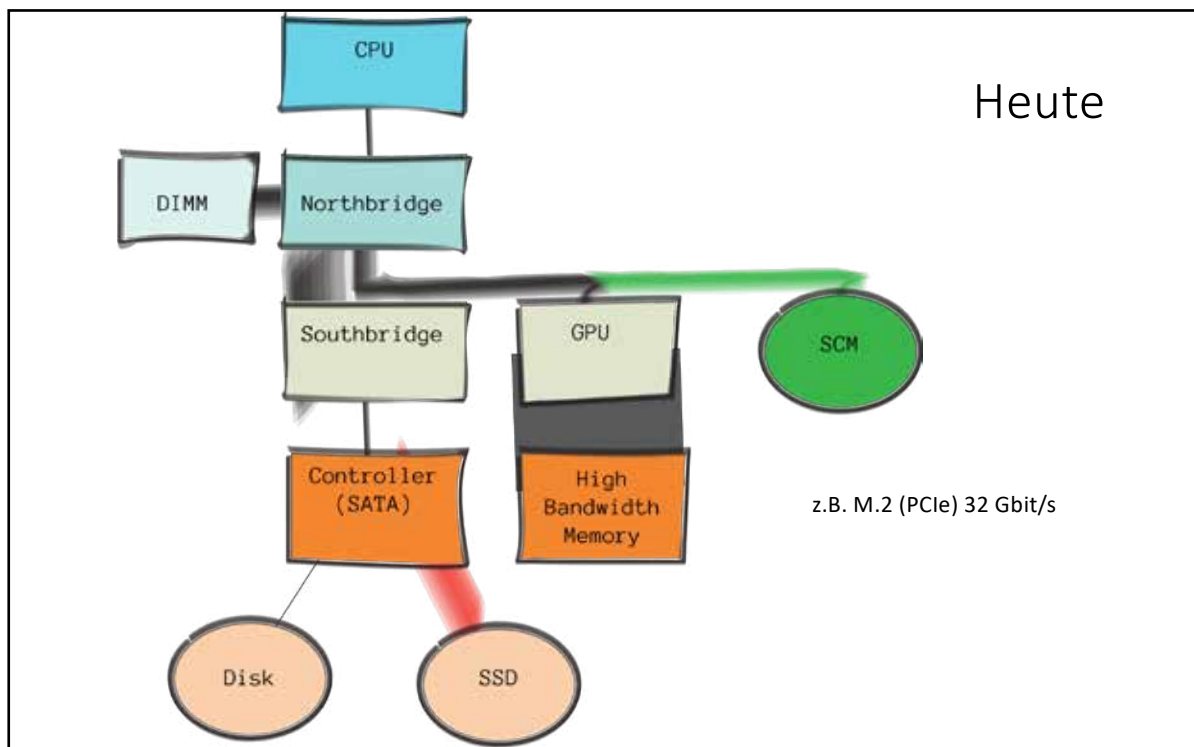 CPU
Heute
DIMM
Northbridge
Southbridge
GPU
SCM
Controller
(SATA)
High
Bandwidth
Memory
z.B. M.2 (PCIe) 32 Gbit/s
Disk
SSD